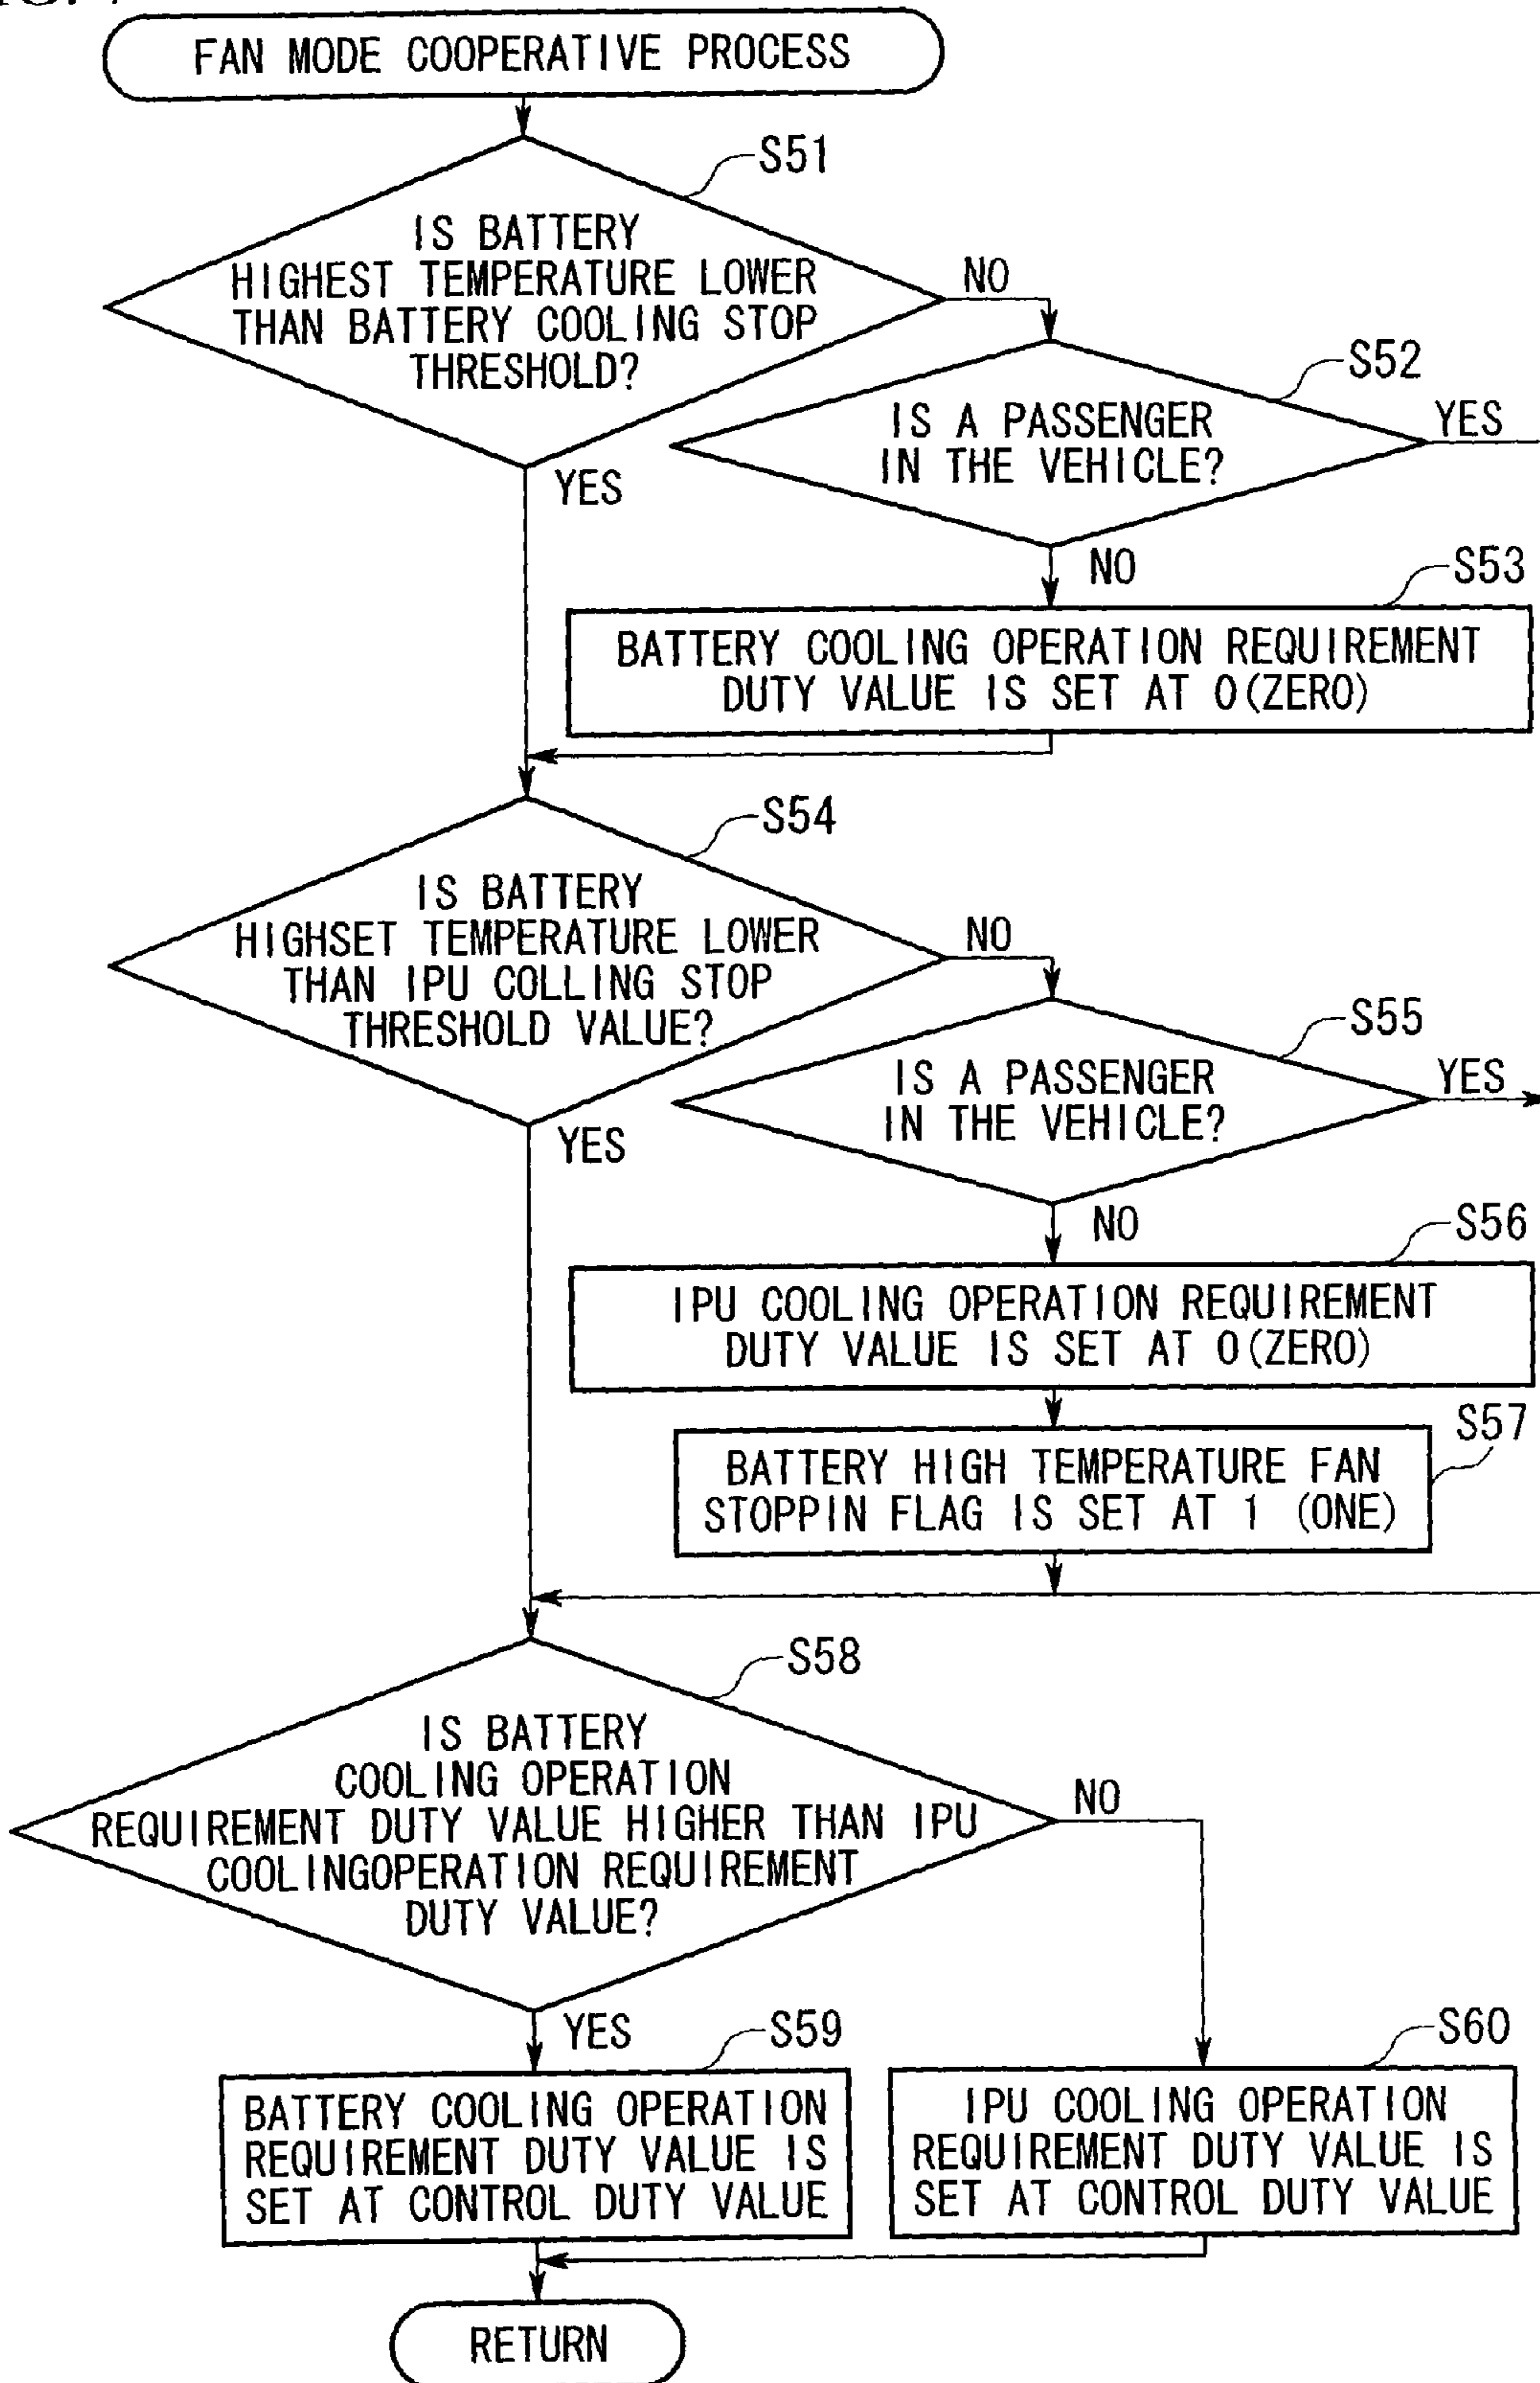 FAN MODE COOPERATIVE PROCESS
S51
IS BATTERY
HIGHEST TEMPERATURE LOWER
THAN BATTERY COOLING STOP
THRESHOLD?
NO
YES
S52
IS A PASSENGER
IN THE VEHICLE?
YES
NO
S53
BATTERY COOLING OPERATION REQUIREMENT
DUTY VALUE IS SET AT 0(ZERO)
S54
IS BATTERY
HIGHSET TEMPERATURE LOWER
THAN IPU COLLING STOP
THRESHOLD VALUE?
NO
YES
S55
IS A PASSENGER
IN THE VEHICLE?
YES
NO
S56
IPU COOLING OPERATION REQUIREMENT
DUTY VALUE IS SET AT 0(ZERO)
S57
BATTERY HIGH TEMPERATURE FAN
STOPPIN FLAG IS SET AT 1 (ONE)
S58
IS BATTERY
COOLING OPERATION
REQUIREMENT DUTY VALUE HIGHER THAN IPU
COOLINGOPERATION REQUIREMENT
DUTY VALUE?
NO
YES
S59
BATTERY COOLING OPERATION
REQUIREMENT DUTY VALUE IS
SET AT CONTROL DUTY VALUE
S60
IPU COOLING OPERATION
REQUIREMENT DUTY VALUE IS
SET AT CONTROL DUTY VALUE
RETURN